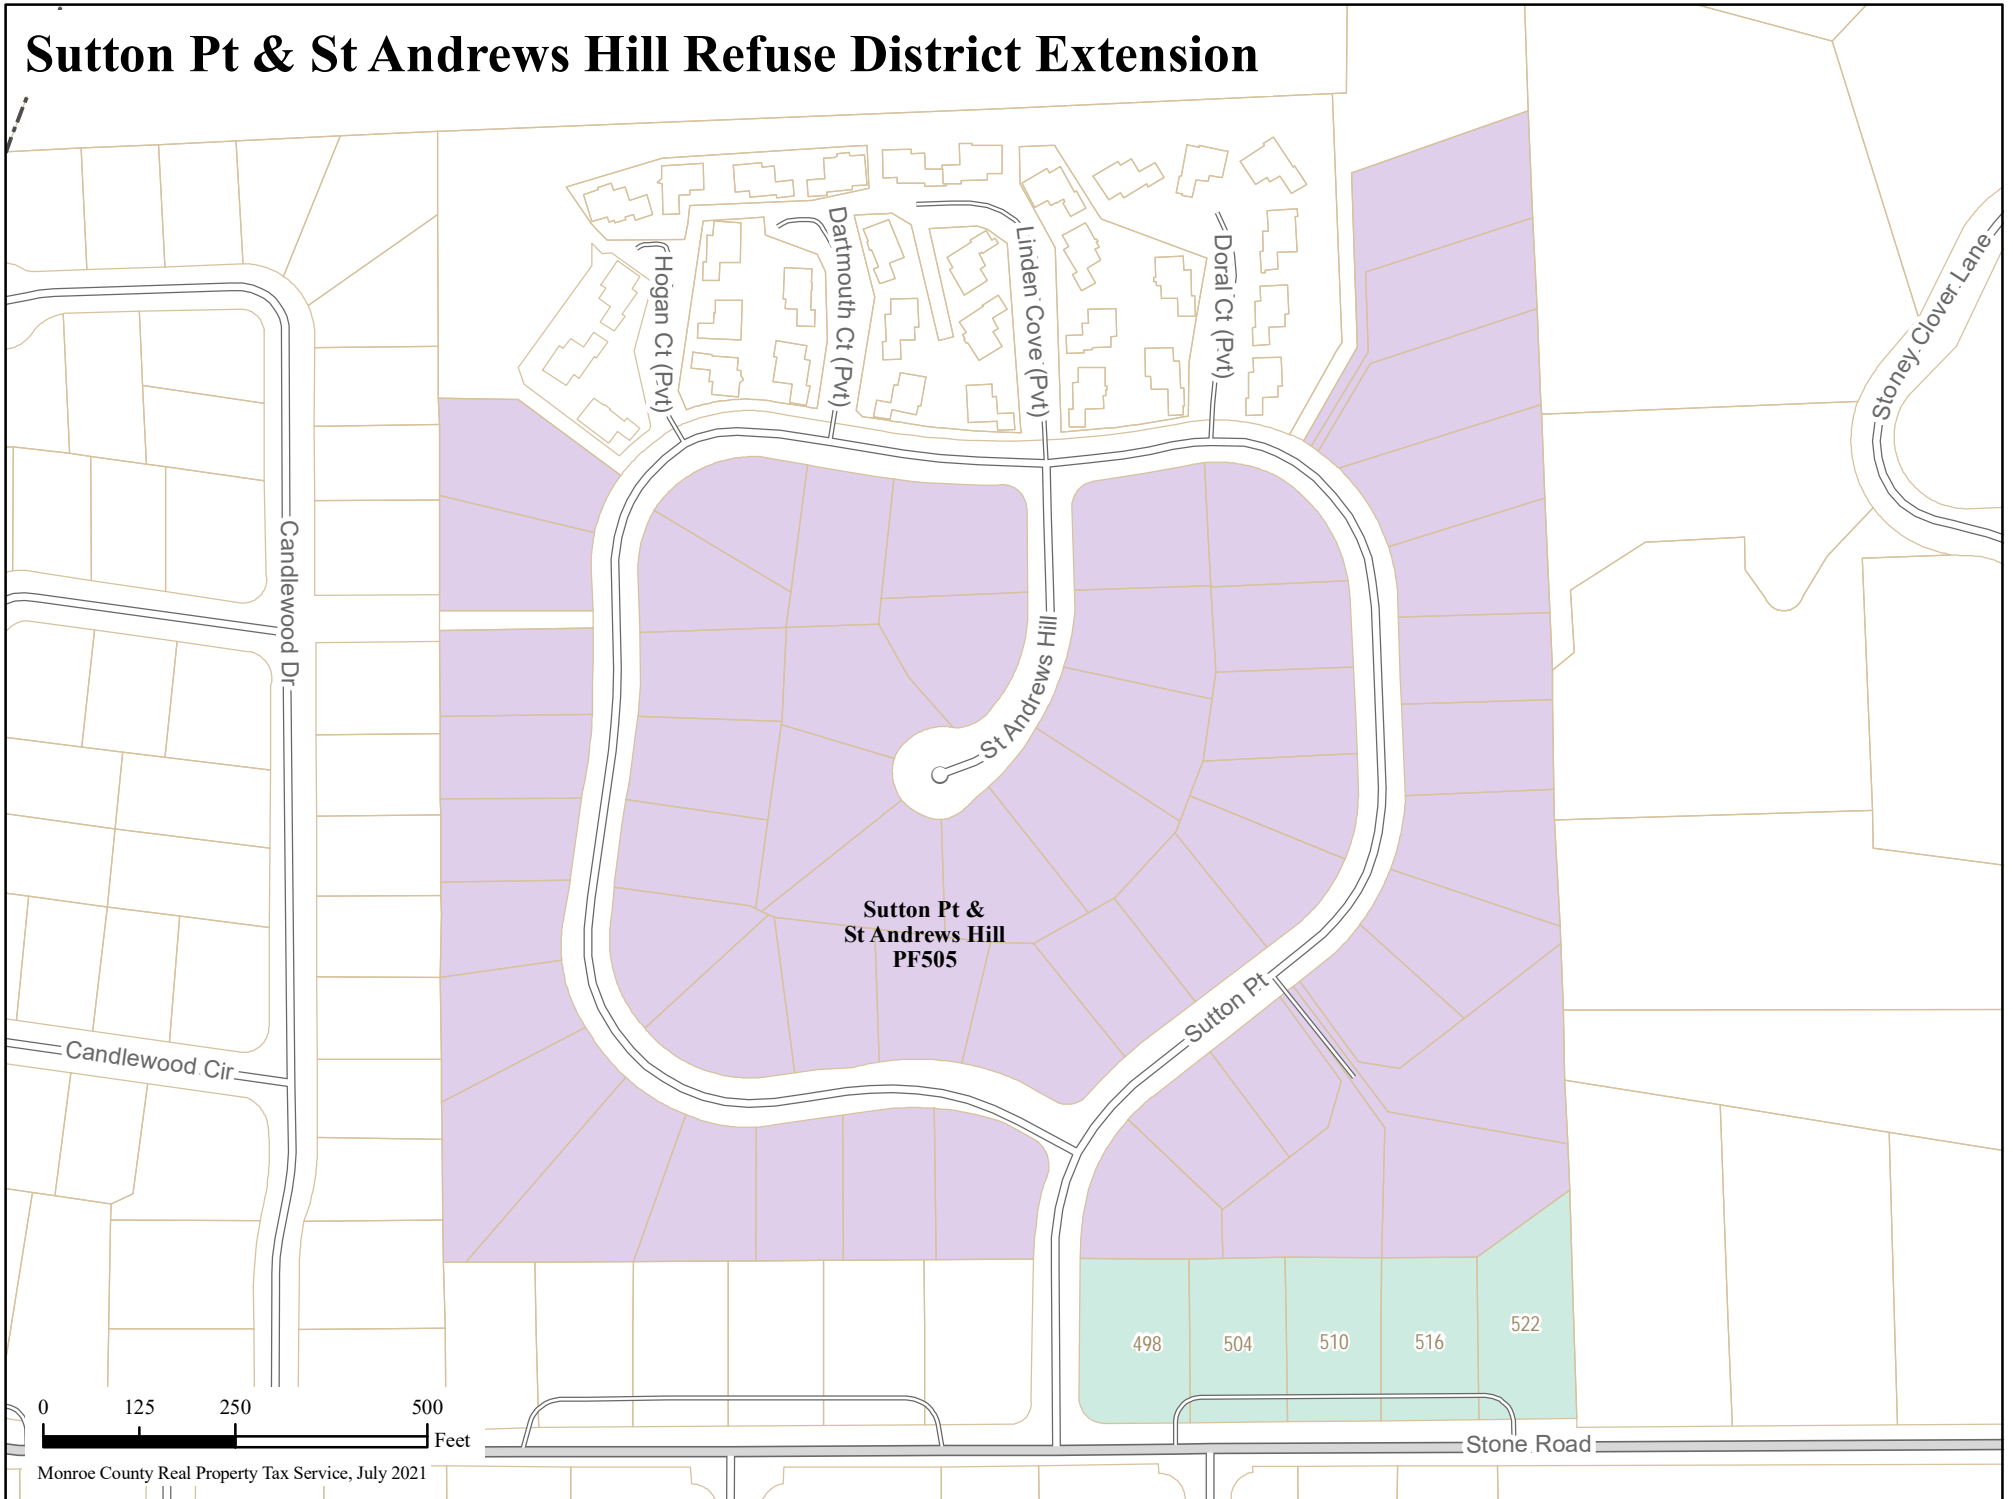 Sutton Pt & St Andrews Hill Refuse District Extension
Hogan Ct (Pvt)
Dartmouth Ct (Pvt)
Linden Cove (Pvt)
Doral Ct (Pvt)
Stoney Clover Lane
Candlewood Dr
St Andrews Hill
Sutton Pt &
St Andrews Hill
PF505
Sutton Pt
Candlewood Cir
498
504
510
516
522
0
125
250
500
Feet
Stone Road
Monroe County Real Property Tax Service, July 2021